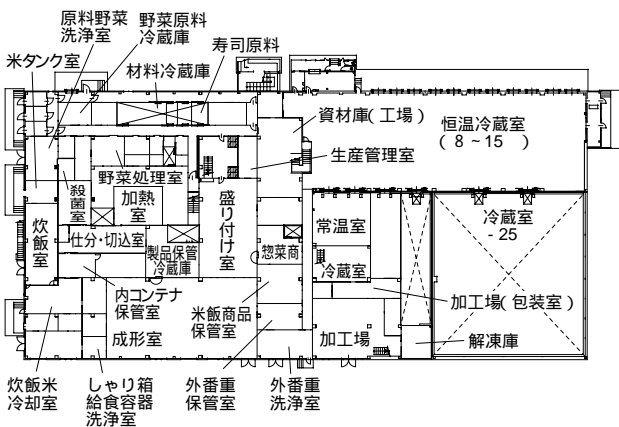 原料野菜
洗浄室
野菜原料
冷蔵庫
寿司原料
米タンク室
材料冷蔵庫
資材庫(工場)
恒温冷蔵室
(8~15 )
生産管理室
野菜処理室
殺菌室
加熱
室
盛り付け室
炊飯室
仕分・切込室
製品保管
冷蔵庫
惣菜商
常温室
冷蔵室
冷蔵室
-25
内コンテナ
保管室
米飯商品
保管室
加工場(包装室)
成形室
加工場
解凍庫
炊飯米
冷却室
しゃり箱
給食容器
洗浄室
外番重
保管室
外番重
洗浄室